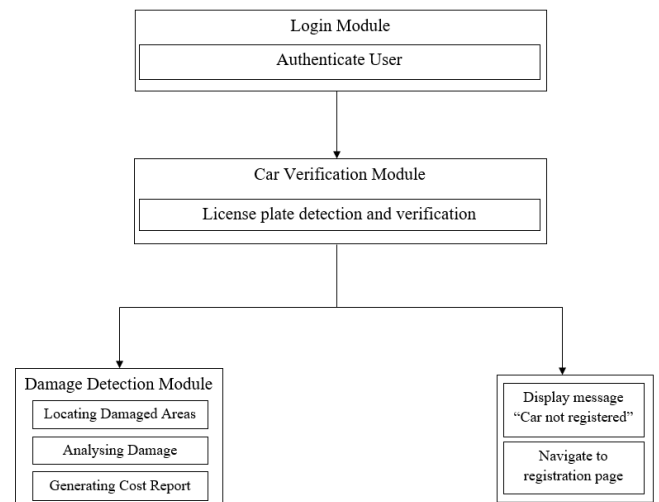 Login Module
Authenticate User
Car Verification Module
License plate detection and verification
Damage Detection Module
Locating Damaged Areas
Analysing Damage
Generating Cost Report
Display message
“Car not registered”
Navigate to
registration page